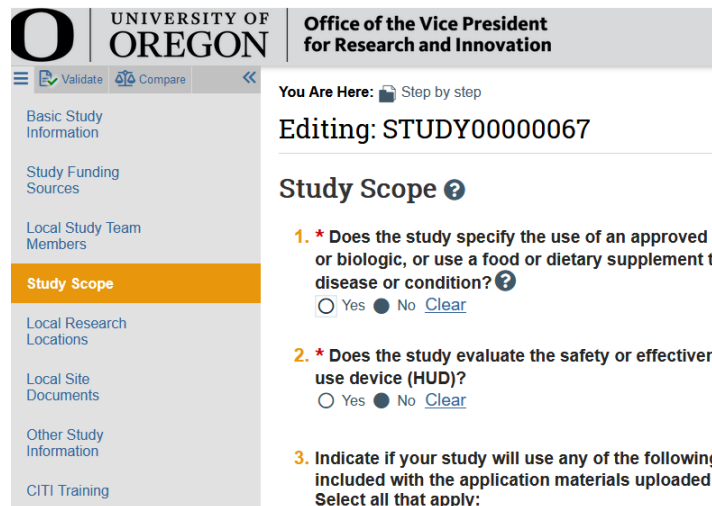 UNIVERSITY OF
OREGON
Office of the Vice President
for Research and Innovation
Validate
Compare
Basic Study
Information
Study Funding
Sources
Local Study Team
Members
Study Scope
Local Research
Locations
Local Site
Documents
Other Study
Information
CITI Training
You Are Here: Step by step
Editing: STUDY00000067
Study Scope ?
1. * Does the study specify the use of an approved
or biologic, or use a food or dietary supplement
disease or condition? ?
Yes No Clear
2. * Does the study evaluate the safety or
use device (HUD)?
Yes No Clear
3. Indicate if your study will use any of the following
included with the application materials uploaded
Select all that apply: